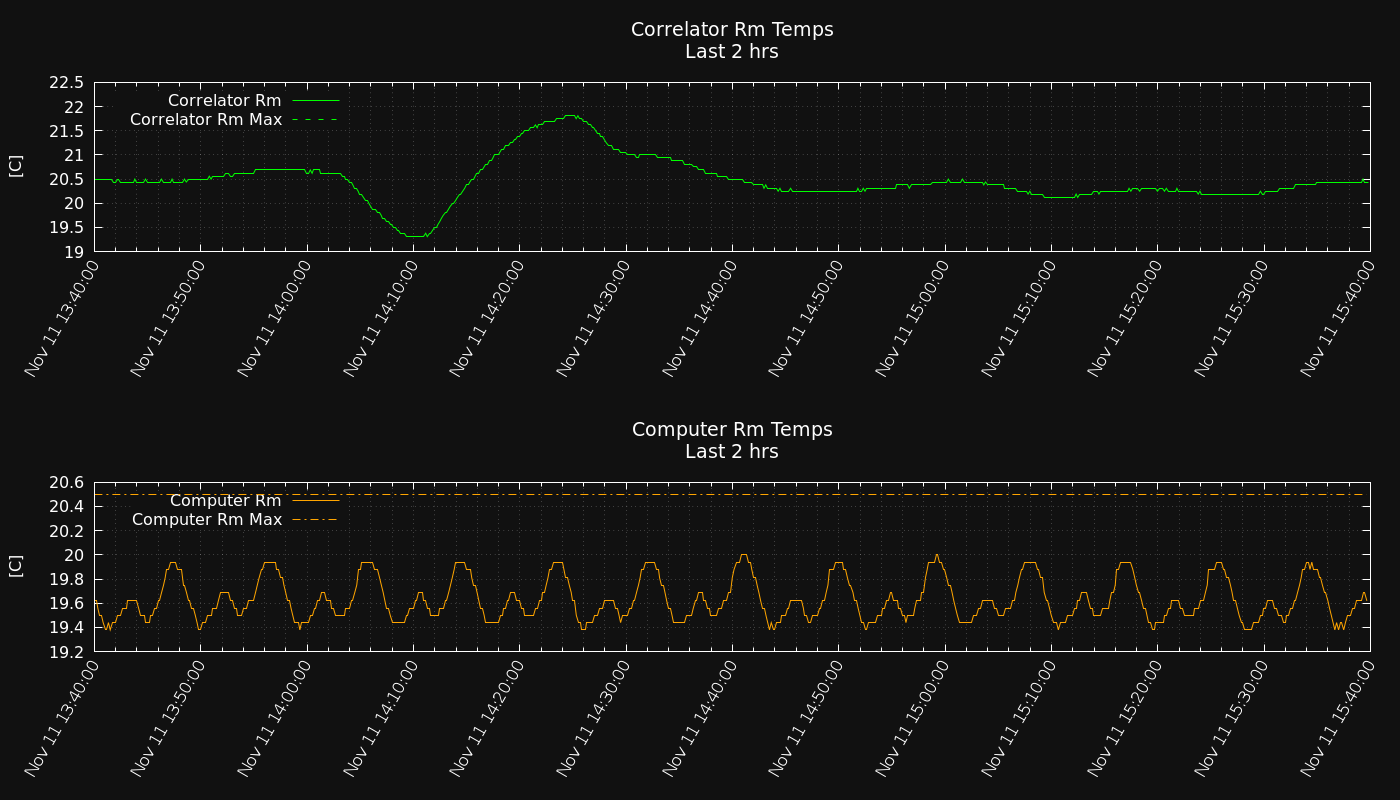 Correlator Rm Temps
Last 2 hrs
22.5
22
21.5
21
20.5
20
19.5
19
[C]
Correlator Rm
Correlator Rm Max
Nov 11 13:40:00
Nov 11 13:50:00
Nov 11 14:00:00
Nov 11 14:10:00
Nov 11 14:20:00
Nov 11 14:30:00
Nov 11 14:40:00
Nov 11 14:50:00
Nov 11 15:00:00
Nov 11 15:10:00
Nov 11 15:20:00
Nov 11 15:30:00
Nov 11 15:40:00
Computer Rm Temps
Last 2 hrs
20.6
20.4
20.2
20
19.8
19.6
19.4
19.2
[C]
Computer Rm
Computer Rm Max
Nov 11 13:40:00
Nov 11 13:50:00
Nov 11 14:00:00
Nov 11 14:10:00
Nov 11 14:20:00
Nov 11 14:30:00
Nov 11 14:40:00
Nov 11 14:50:00
Nov 11 15:00:00
Nov 11 15:10:00
Nov 11 15:20:00
Nov 11 15:30:00
Nov 11 15:40:00